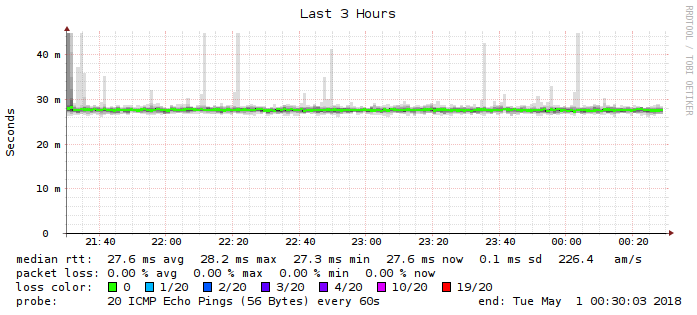 Last 3 Hours
RRDTOOL / TOBI OETIKER
Seconds
40 m
30 m
20 m
10 m
0
21:40 22:00 22:20 22:40 23:00 23:20 23:40 00:00 00:20
median rtt: 27.6 ms avg 28.2 ms max 27.3 ms min 27.6 ms now 0.1 ms sd 226.4 am/s
packet loss: 0.00 % avg 0.00 % max 0.00 % min 0.00 % now
loss color: 0 1/20 2/20 3/20 4/20 10/20 19/20
probe: 20 ICMP Echo Pings (56 Bytes) every 60s end: Tue May 1 00:30:03 2018